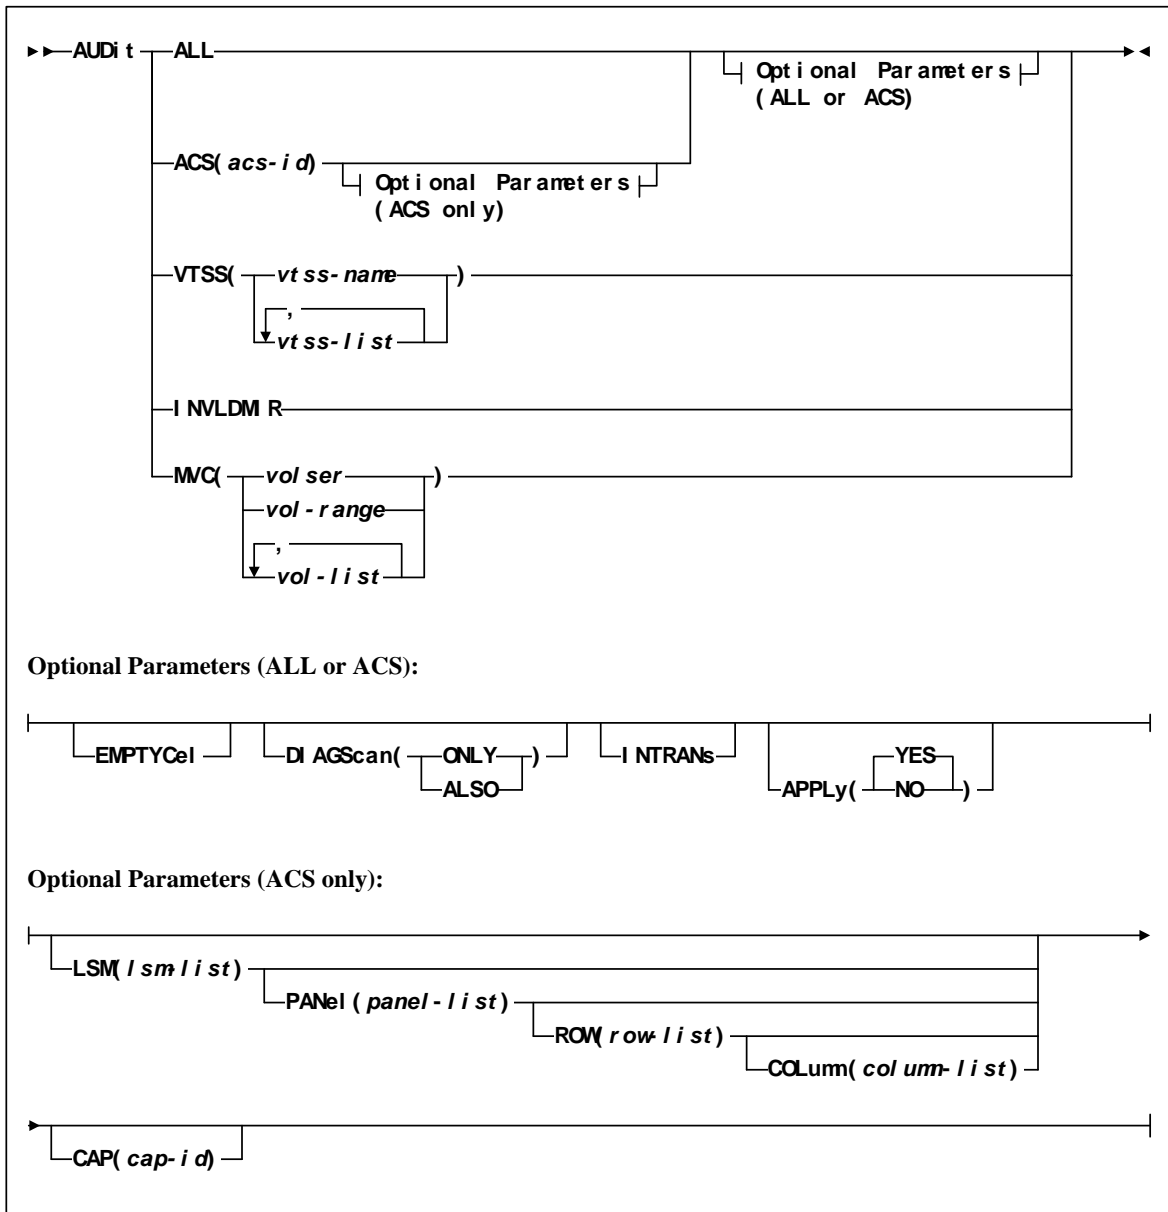 AUDit ALL
Optional Parameters
(ALL or ACS)
ACS(acs-id)
Optional Parameters
(ACS only)
VTSS( vtss-name )
,
vtss-list
INVLDMIR
MVC( volser )
vol-range
,
vol-list
Optional Parameters (ALL or ACS):
EMPTYCel DIAGScan( ONLY ) INTRANs YES
ALSO APPLy( NO )
Optional Parameters (ACS only):
LSM(lsm-list)
PANel(panel-list)
ROW(row-list)
COLumn(column-list)
CAP(cap-id)